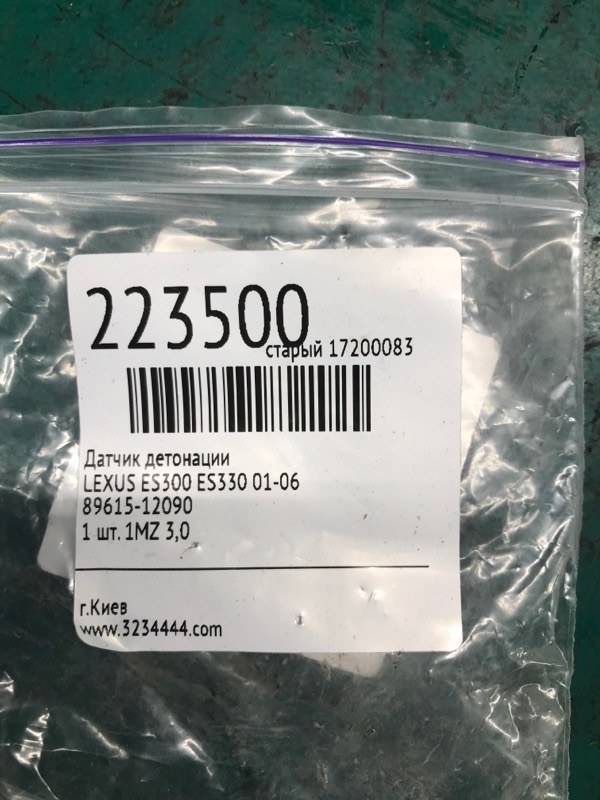 223500
старый 17200083
Датчик детонации
LEXUS ES300 ES330 01-06
89615-12090
1 шт. 1MZ 3,0
г.Киев
www.3234444.com